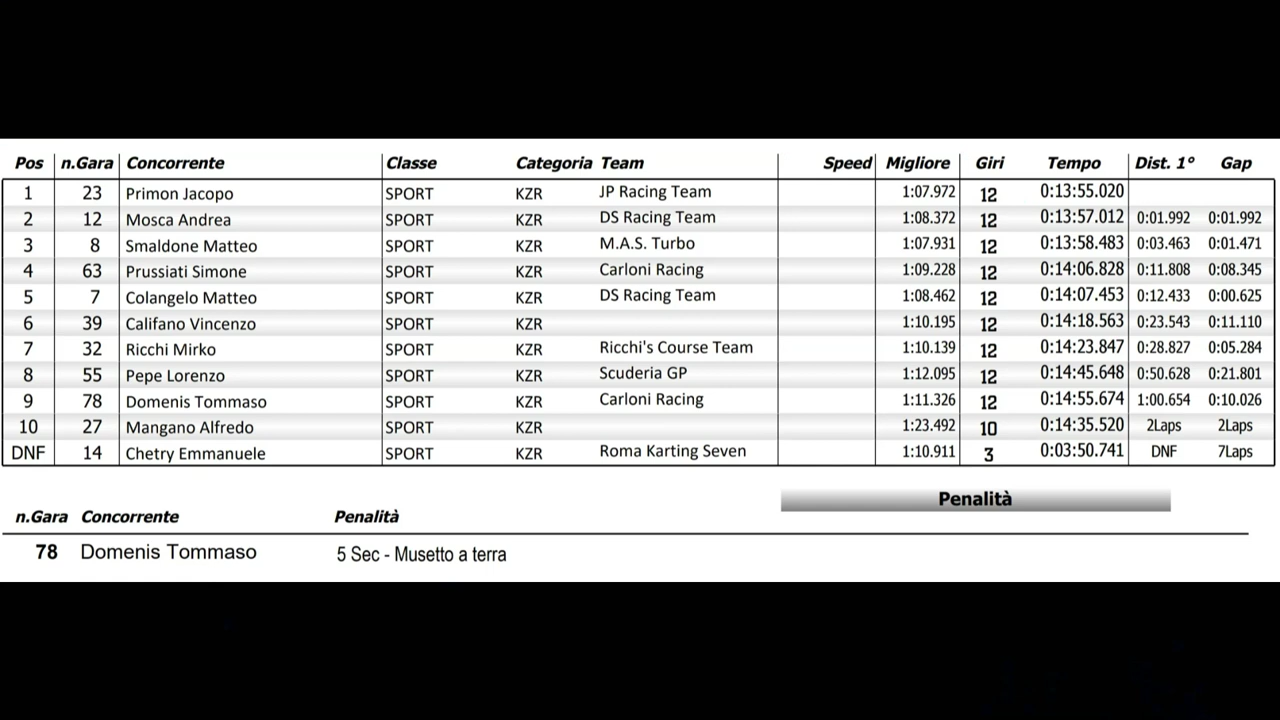 Pos n.Gara Concorrente Classe Categoria Team Speed Migliore Giri Tempo Dist. 1° Gap
1 23 Primon Jacopo SPORT KZR JP Racing Team 1:07.972 12 0:13:55.020
2 12 Mosca Andrea SPORT KZR DS Racing Team 1:08.372 12 0:13:57.012 0:01.992 0:01.992
3 8 Smaldone Matteo SPORT KZR M.A.S. Turbo 1:07.931 12 0:13:58.483 0:03.463 0:01.471
4 63 Prussiati Simone SPORT KZR Carloni Racing 1:09.228 12 0:14:06.828 0:11.808 0:08.345
5 7 Colangelo Matteo SPORT KZR DS Racing Team 1:08.462 12 0:14:07.453 0:12.433 0:00.625
6 39 Califano Vincenzo SPORT KZR 1:10.195 12 0:14:18.563 0:23.543 0:11.110
7 32 Ricchi Mirko SPORT KZR Ricchi's Course Team 1:10.139 12 0:14:23.847 0:28.827 0:05.284
8 55 Pepe Lorenzo SPORT KZR Scuderia GP 1:12.095 12 0:14:45.648 0:50.628 0:21.801
9 78 Domenis Tommaso SPORT KZR Carloni Racing 1:11.326 12 0:14:55.674 1:00.654 0:10.026
10 27 Mangano Alfredo SPORT KZR 1:23.492 10 0:14:35.520 2Laps 2Laps
DNF 14 Chetry Emmanuele SPORT KZR Roma Karting Seven 1:10.911 3 0:03:50.741 DNF 7Laps
Penalità
n.Gara Concorrente Penalità
78 Domenis Tommaso 5 Sec - Musetto a terra